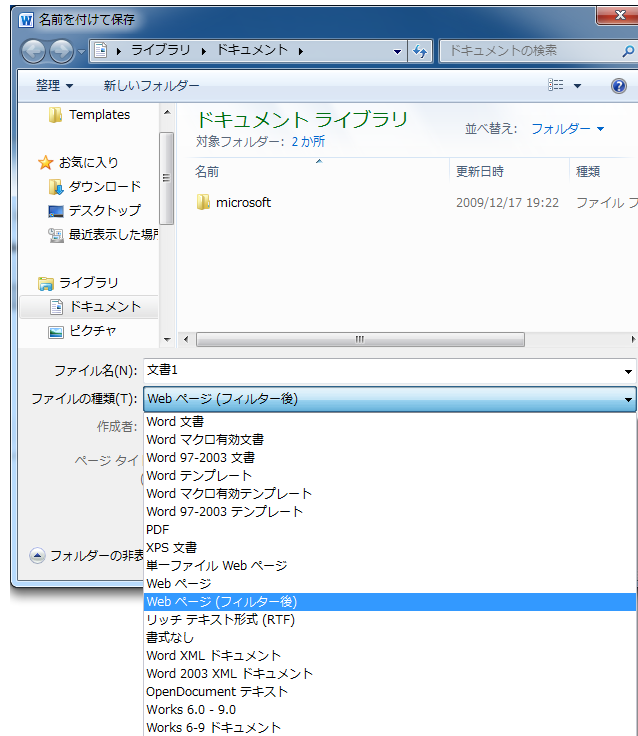 名前を付けて保存
ライブラリ ドキュメント ドキュメントの検索
整理 新しいフォルダー
Templates
お気に入り
ダウンロード
デスクトップ
最近表示した場所
ライブラリ
ドキュメント
ピクチャ
ドキュメント ライブラリ
対象フォルダー: 2 か所
並べ替え: フォルダー
名前 更新日時 種類
microsoft 2009/12/17 19:22 ファイル フ
ファイル名(N): 文書1
ファイルの種類(T): Web ページ (フィルター後)
作成者:
ページ タイ
フォルダーの非表
Word 文書
Word マクロ有効文書
Word 97-2003 文書
Word テンプレート
Word マクロ有効テンプレート
Word 97-2003 テンプレート
PDF
XPS 文書
単一ファイル Web ページ
Web ページ
Web ページ (フィルター後)
リッチ テキスト形式 (RTF)
書式なし
Word XML ドキュメント
Word 2003 XML ドキュメント
OpenDocument テキスト
Works 6.0 - 9.0
Works 6-9 ドキュメント